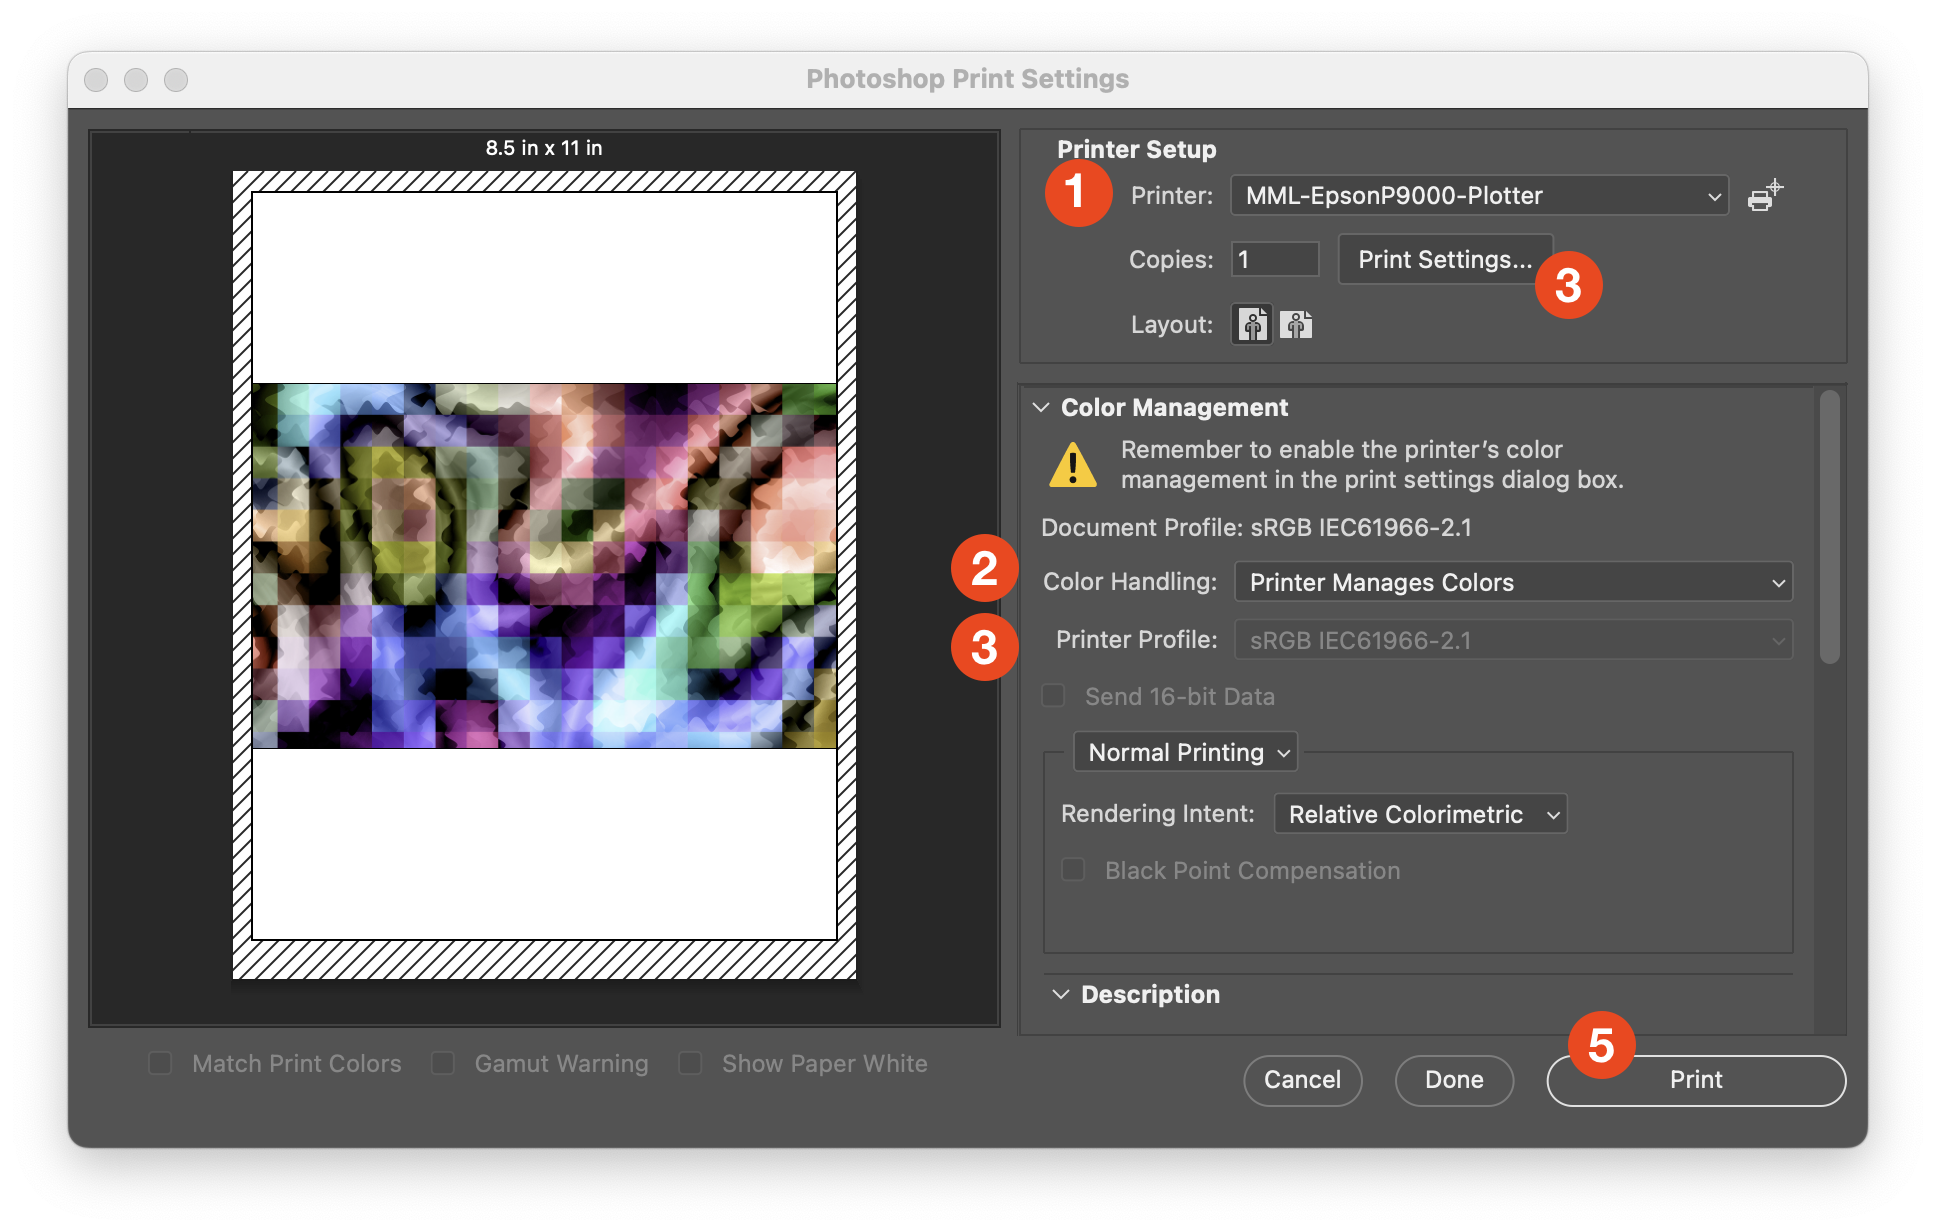 Photoshop Print Settings
8.5 in x 11 in
Printer Setup
1
Printer: MML-EpsonP9000-Plotter
Copies: 1 Print Settings...
3
Layout:
Color Management
Remember to enable the printer’s color
management in the print settings dialog box.
Document Profile: sRGB IEC61966-2.1
2
Color Handling: Printer Manages Colors
3
Printer Profile: sRGB IEC61966-2.1
Send 16-bit Data
Normal Printing
Rendering Intent: Relative Colorimetric
Black Point Compensation
Description
Match Print Colors Gamut Warning Show Paper White
5
Cancel Done Print